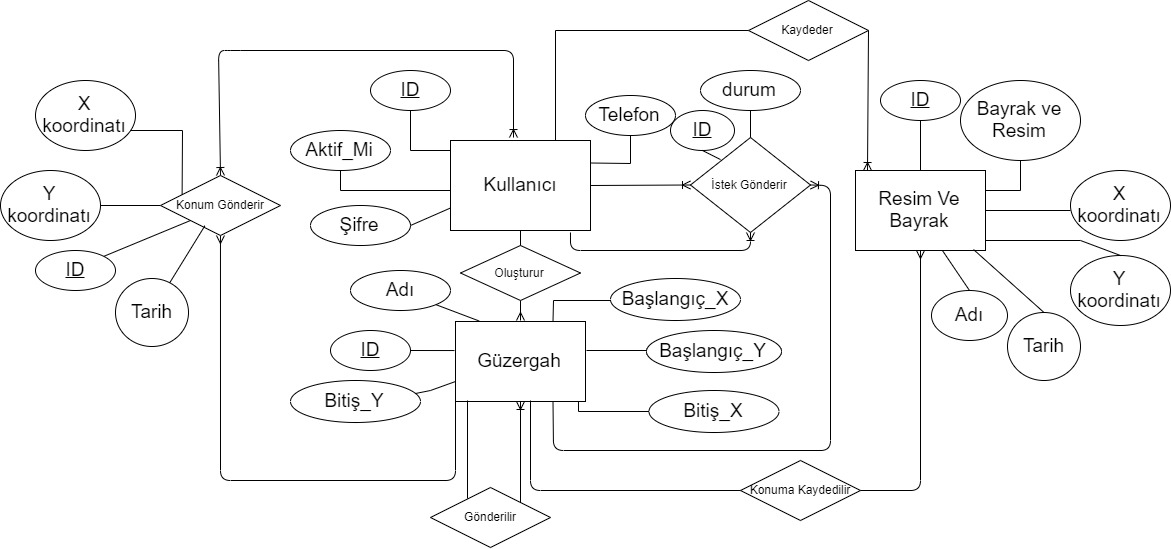 Kaydeder
ID
durum
X
koordinatı
Telefon
ID
ID
Bayrak ve
Resim
Aktif_Mi
Kullanıcı
İstek Gönderir
Y
koordinatı
Konum Gönderir
Şifre
Resim Ve
Bayrak
X
koordinatı
ID
Oluşturur
Tarih
Adı
Başlangıç_X
Y
koordinatı
Adı
Tarih
ID
Güzergah
Başlangıç_Y
Bitiş_Y
Bitiş_X
Konuma Kaydedilir
Gönderilir